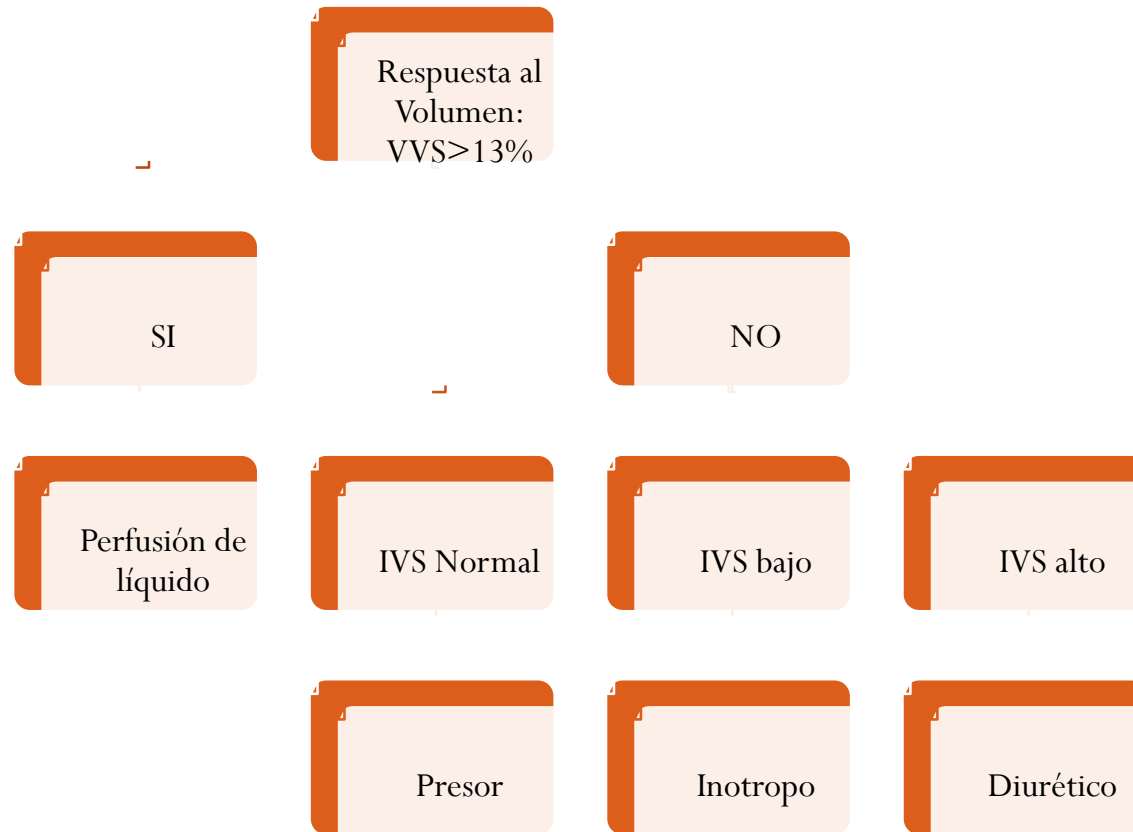 Respuesta al
Volumen:
VVS>13%
SI
NO
Perfusión de
líquido
IVS Normal
IVS bajo
IVS alto
Presor
Inotropo
Diurético